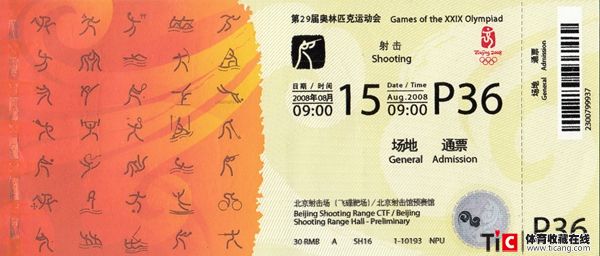 第29届奥林匹克运动会 Games of the XXIX Olympiad
射击
Shooting
Beijing 2008
日期 / 时间
2008年08月
09:00
15
Date / Time
Aug.2008
09:00
P36
场地 通票
General Admission
北京射击场（飞碟靶场）/北京射击馆预赛馆
Beijing Shooting Range CTF / Beijing
Shooting Range Hall - Preliminary
30 RMB A SH16 1-10193 NPU
场地 通票
General Admission
2300799937
P36
TiC 体育收藏在线
www.ticang.com